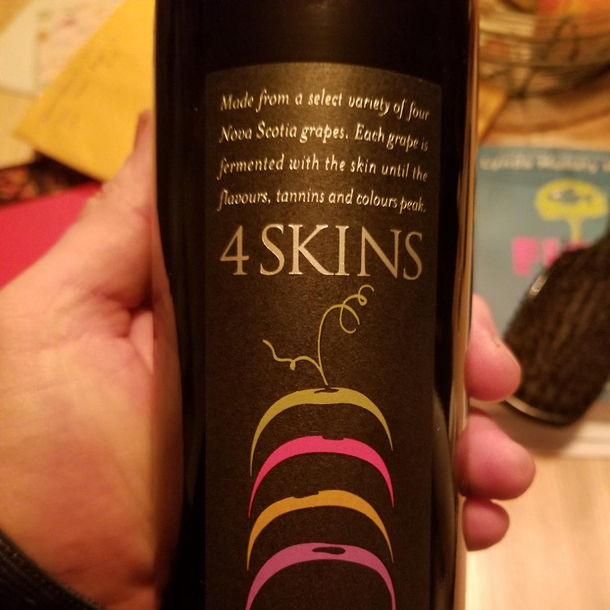 Made from a select variety of four
Nova Scotia grapes. Each grape is
fermented with the skin until the
flavours, tannins and colours peak.
4 SKINS